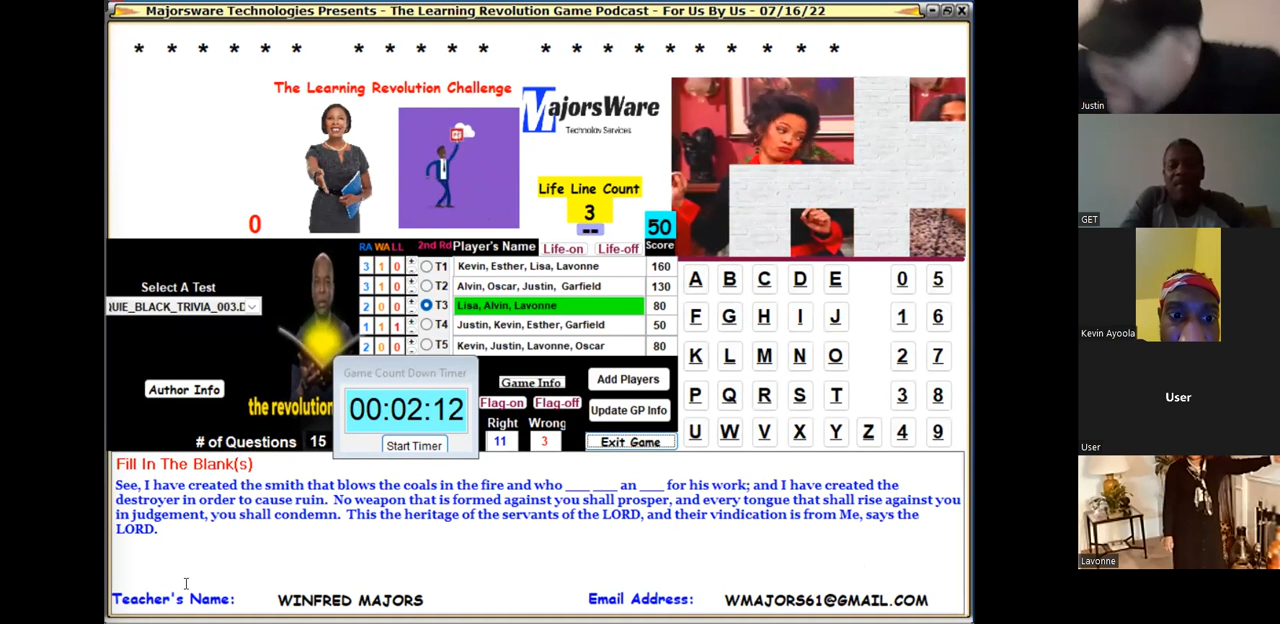 Majorsware Technologies Presents - The Learning Revolution Game Podcast - For Us By Us - 07/16/22
* * * * * * * * * * * * * * * * * * * * *
The Learning Revolution Challenge
MajorsWare
Technology Services
Life Line Count
3
--
0
50
RA WA LL 2nd Rd Player's Name Life-on Life-off Score
3 1 0 T1 Kevin, Esther, Lisa, Lavonne 160
3 1 0 T2 Alvin, Oscar, Justin, Garfield 130
2 0 0 T3 Lisa, Alvin, Lavonne 80
1 1 1 T4 Justin, Kevin, Esther, Garfield 50
2 0 0 T5 Kevin, Justin, Lavonne, Oscar 80
Select A Test
QUIE_BLACK_TRIVIA_003.D
Author Info
the revolution
# of Questions 15
Game Count Down Timer
00:02:12
Start Timer
Game Info
Flag-on Flag-off
Right Wrong
11 3
Add Players
Update GP Info
Exit Game
A B C D E 0 5
F G H I J 1 6
K L M N O 2 7
P Q R S T 3 8
U W V X Y Z 4 9
Fill In The Blank(s)
See, I have created the smith that blows the coals in the fire and who ___ ___ an ___ for his work; and I have created the
destroyer in order to cause ruin. No weapon that is formed against you shall prosper, and every tongue that shall rise against you
in judgement, you shall condemn. This the heritage of the servants of the LORD, and their vindication is from Me, says the
LORD.
Teacher's Name: WINFRED MAJORS Email Address: WMAJORS61@GMAIL.COM
Justin
GET
Kevin Ayoola
User
User
Lavonne